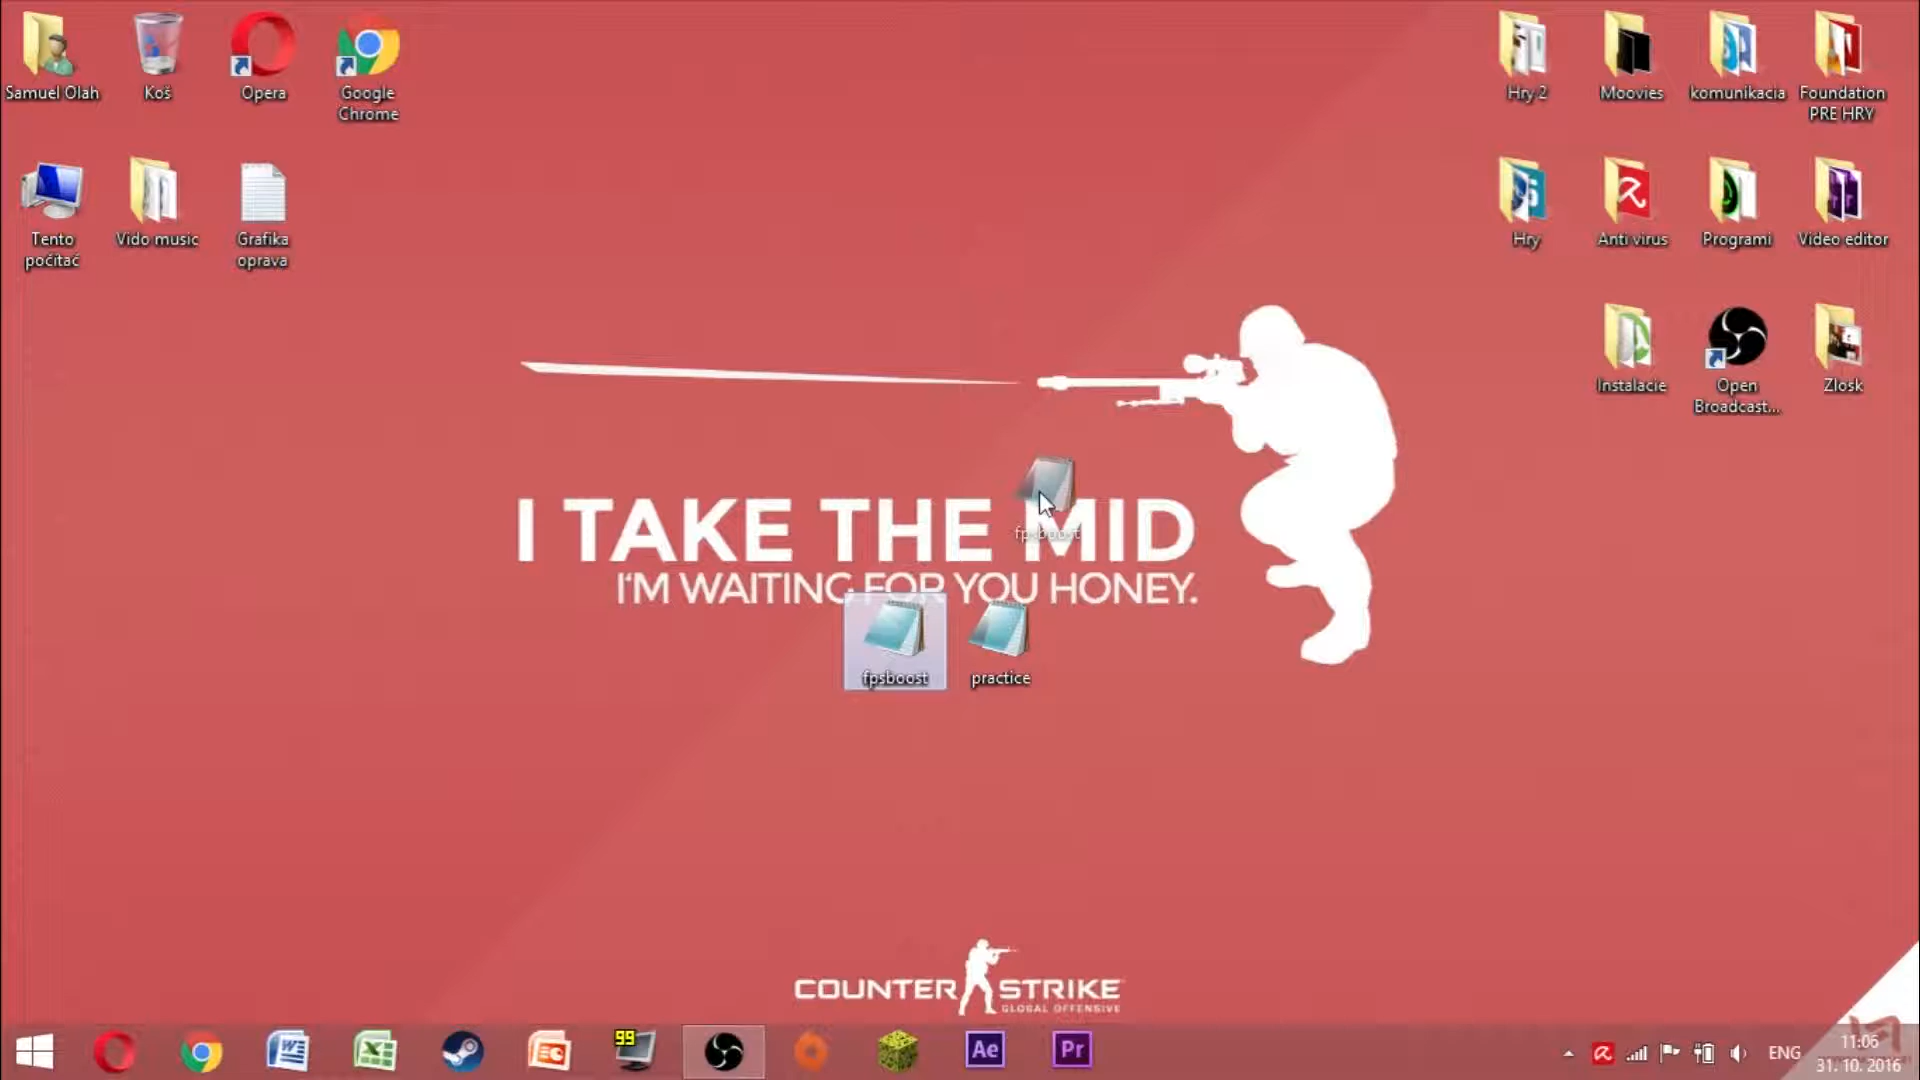 Samuel Olah
Koš
Opera
Google
Chrome
Hry 2
Moovies
komunikacia
Foundation
PRE HRY
Tento
počítač
Vido music
Grafika
oprava
Hry
Anti virus
Programi
Video editor
Instalacie
Open
Broadcast...
Zlosk
fpsboost
I TAKE THE MID
I'M WAITING FOR YOU HONEY.
fpsboost
practice
COUNTER STRIKE
GLOBAL OFFENSIVE
99
Ae
Pr
ENG
11:06
31. 10. 2016